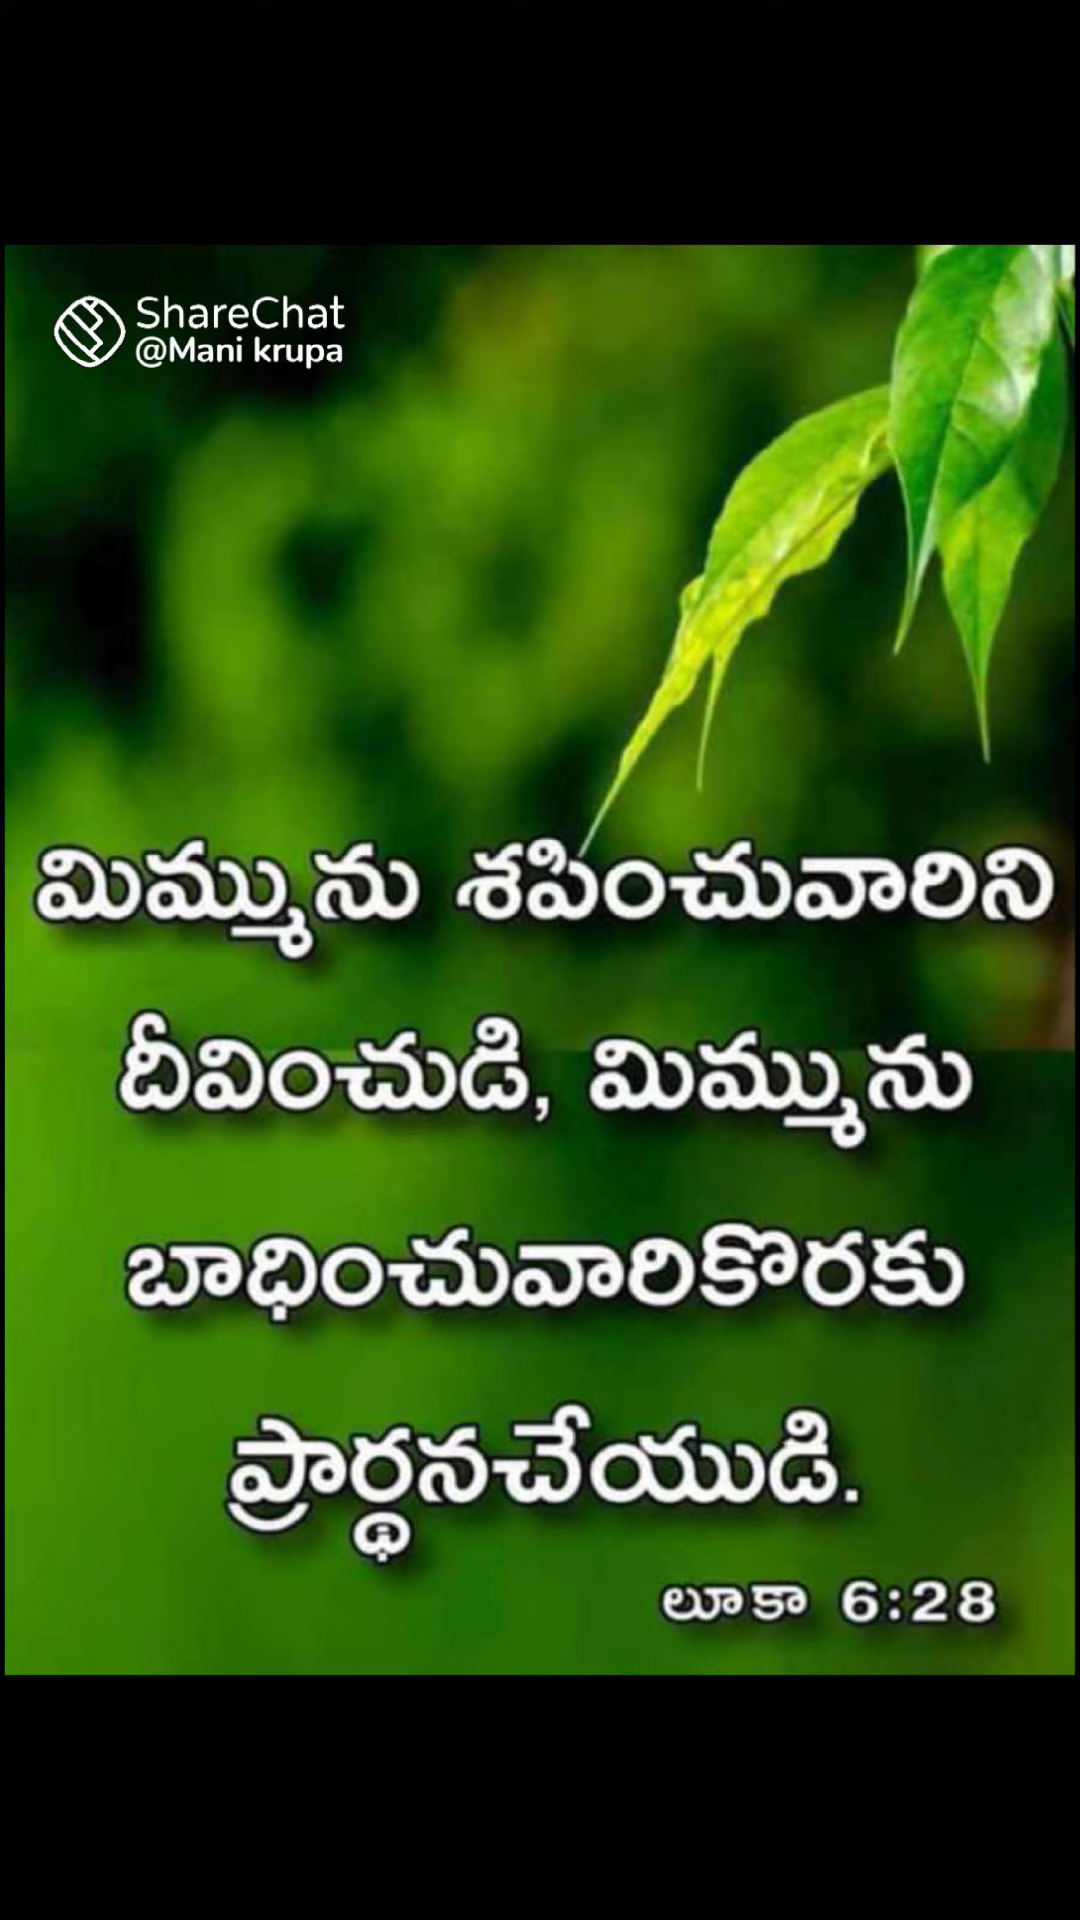 ShareChat
@Mani krupa
మిమ్మును శపించువారిని
దీవించుడి, మిమ్మును
బాధించువారికొరకు
ప్రార్థనచేయుడి.
లూకా 6:28